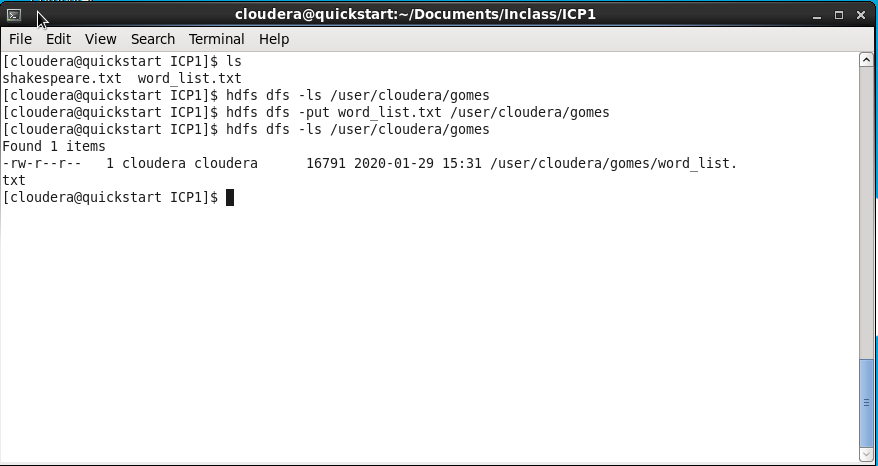 cloudera@quickstart:~/Documents/Inclass/ICP1
File Edit View Search Terminal Help
[cloudera@quickstart ICP1]$ ls
shakespeare.txt  word_list.txt
[cloudera@quickstart ICP1]$ hdfs dfs -ls /user/cloudera/gomes
[cloudera@quickstart ICP1]$ hdfs dfs -put word_list.txt /user/cloudera/gomes
[cloudera@quickstart ICP1]$ hdfs dfs -ls /user/cloudera/gomes
Found 1 items
-rw-r--r--   1 cloudera cloudera      16791 2020-01-29 15:31 /user/cloudera/gomes/word_list.
txt
[cloudera@quickstart ICP1]$